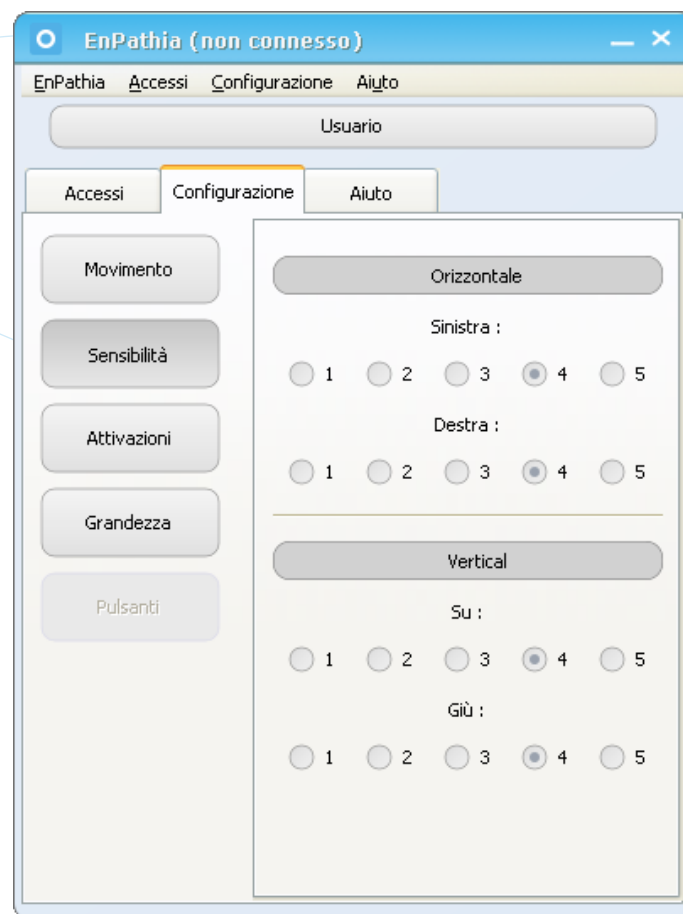 EnPathia (non connesso)
EnPathia Accessi Configurazione Aiuto
Usuario
Accessi Configurazione Aiuto
Movimento
Sensibilità
Attivazioni
Grandezza
Pulsanti
Orizzontale
Sinistra :
1 2 3 4 5
Destra :
1 2 3 4 5
Vertical
Su :
1 2 3 4 5
Giù :
1 2 3 4 5